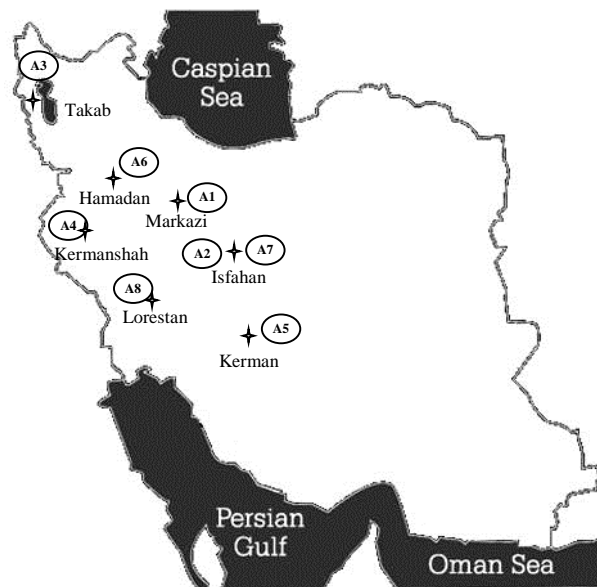 A3
Caspian
Sea
Takab
A6
Hamadan
A1
Markazi
A4
Kermanshah
A2
A7
Isfahan
A8
Lorestan
A5
Kerman
Persian
Gulf
Oman Sea